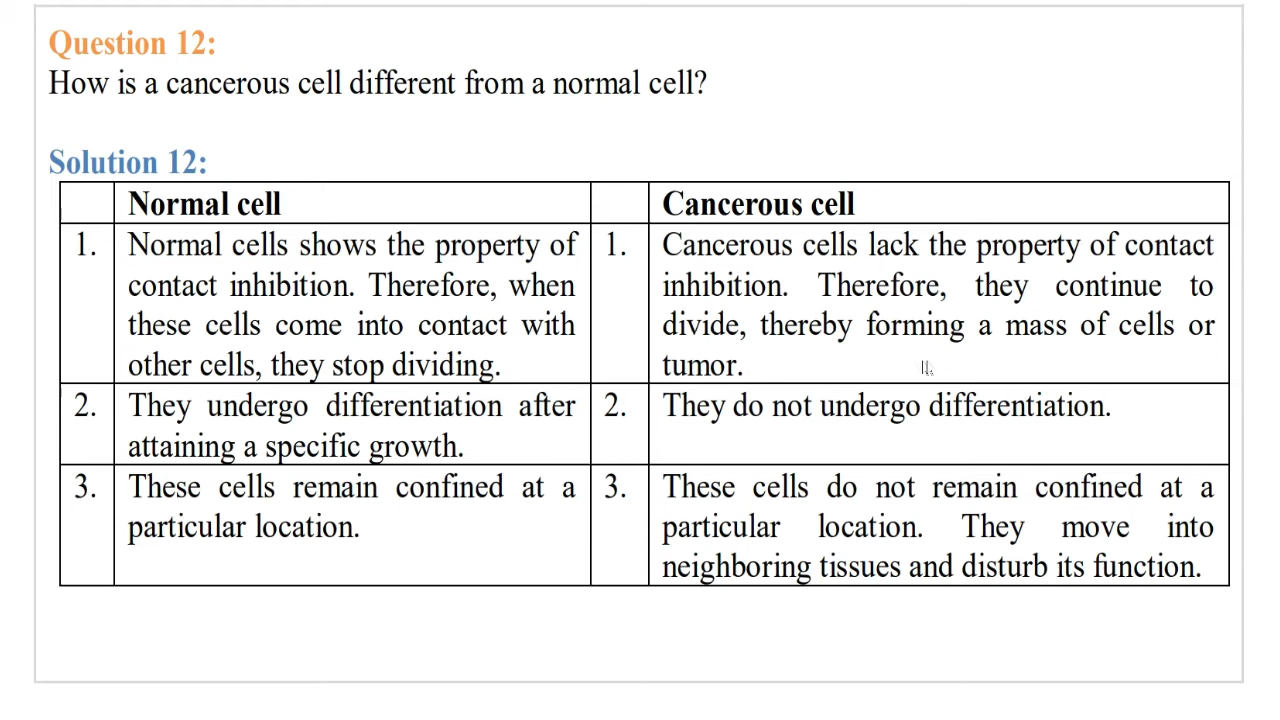 Question 12:
How is a cancerous cell different from a normal cell?
Solution 12:
Normal cell
Cancerous cell
1.
Normal cells shows the property of
contact inhibition. Therefore, when
these cells come into contact with
other cells, they stop dividing.
1.
Cancerous cells lack the property of contact
inhibition. Therefore, they continue to
divide, thereby forming a mass of cells or
tumor.
2.
They undergo differentiation after
attaining a specific growth.
2.
They do not undergo differentiation.
3.
These cells remain confined at a
particular location.
3.
These cells do not remain confined at a
particular location. They move into
neighboring tissues and disturb its function.